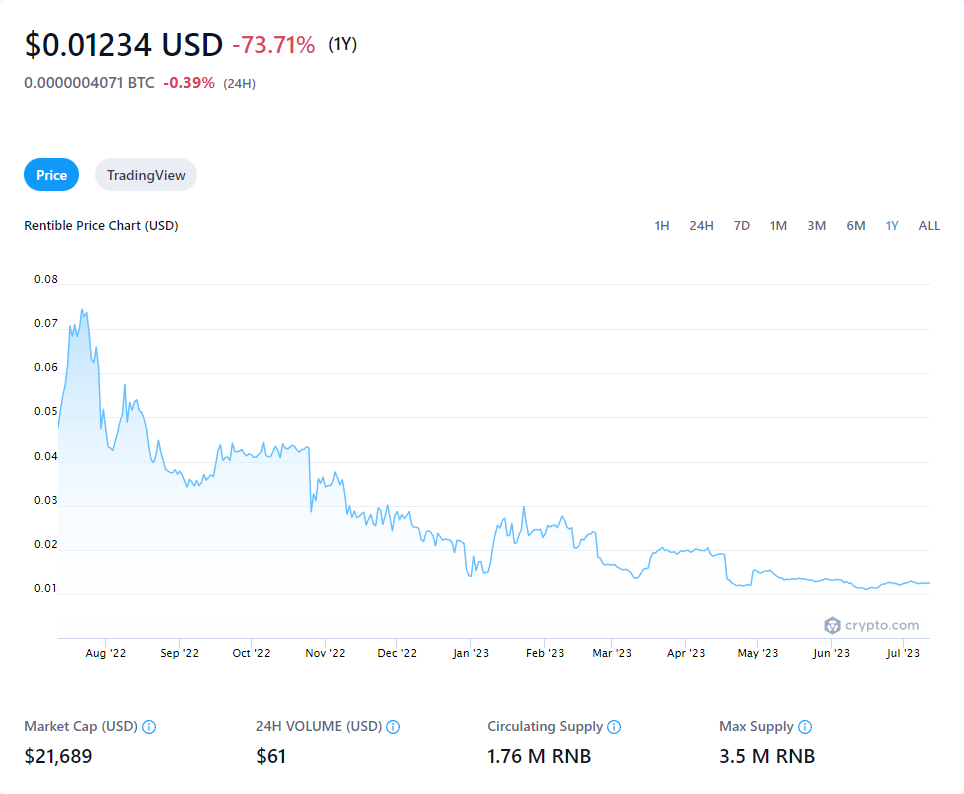 $0.01234 USD -73.71% (1Y)
0.0000004071 BTC -0.39% (24H)
Price TradingView
Rentible Price Chart (USD) 1H 24H 7D 1M 3M 6M 1Y ALL
0.08
0.07
0.06
0.05
0.04
0.03
0.02
0.01
crypto.com
Aug '22 Sep '22 Oct '22 Nov '22 Dec '22 Jan '23 Feb '23 Mar '23 Apr '23 May '23 Jun '23 Jul '23
Market Cap (USD) 24H VOLUME (USD) Circulating Supply Max Supply
$21,689 $61 1.76 M RNB 3.5 M RNB